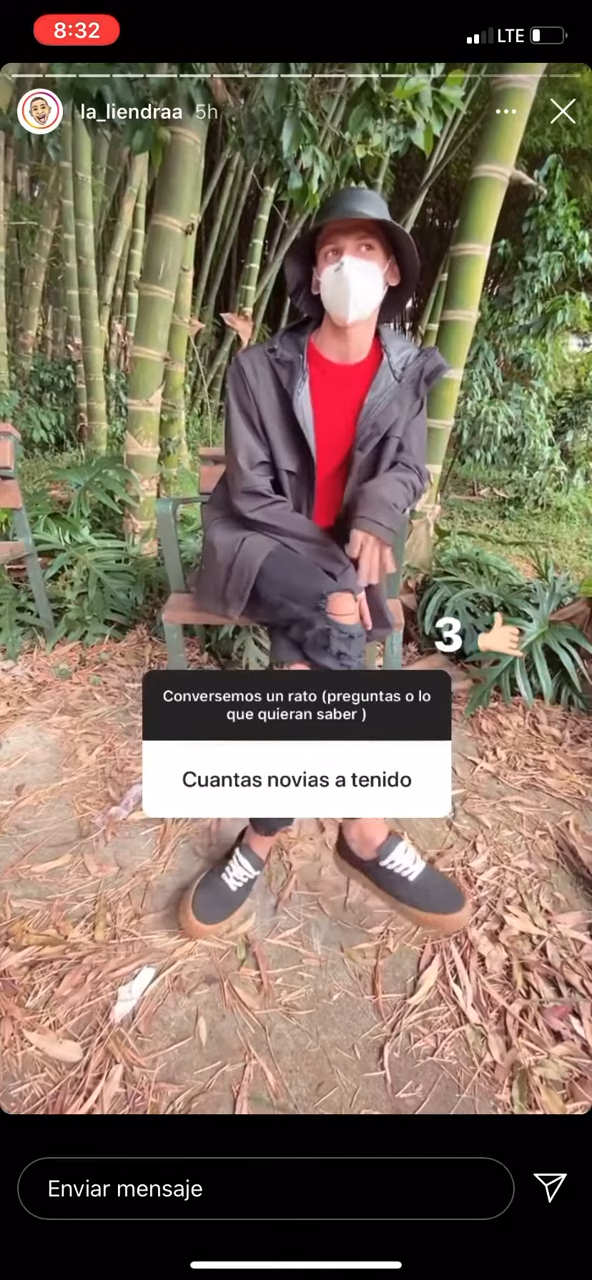 8:32
LTE
la_liendraa 5h
3
Conversemos un rato (preguntas o lo
que quieran saber )
Cuantas novias a tenido
Enviar mensaje